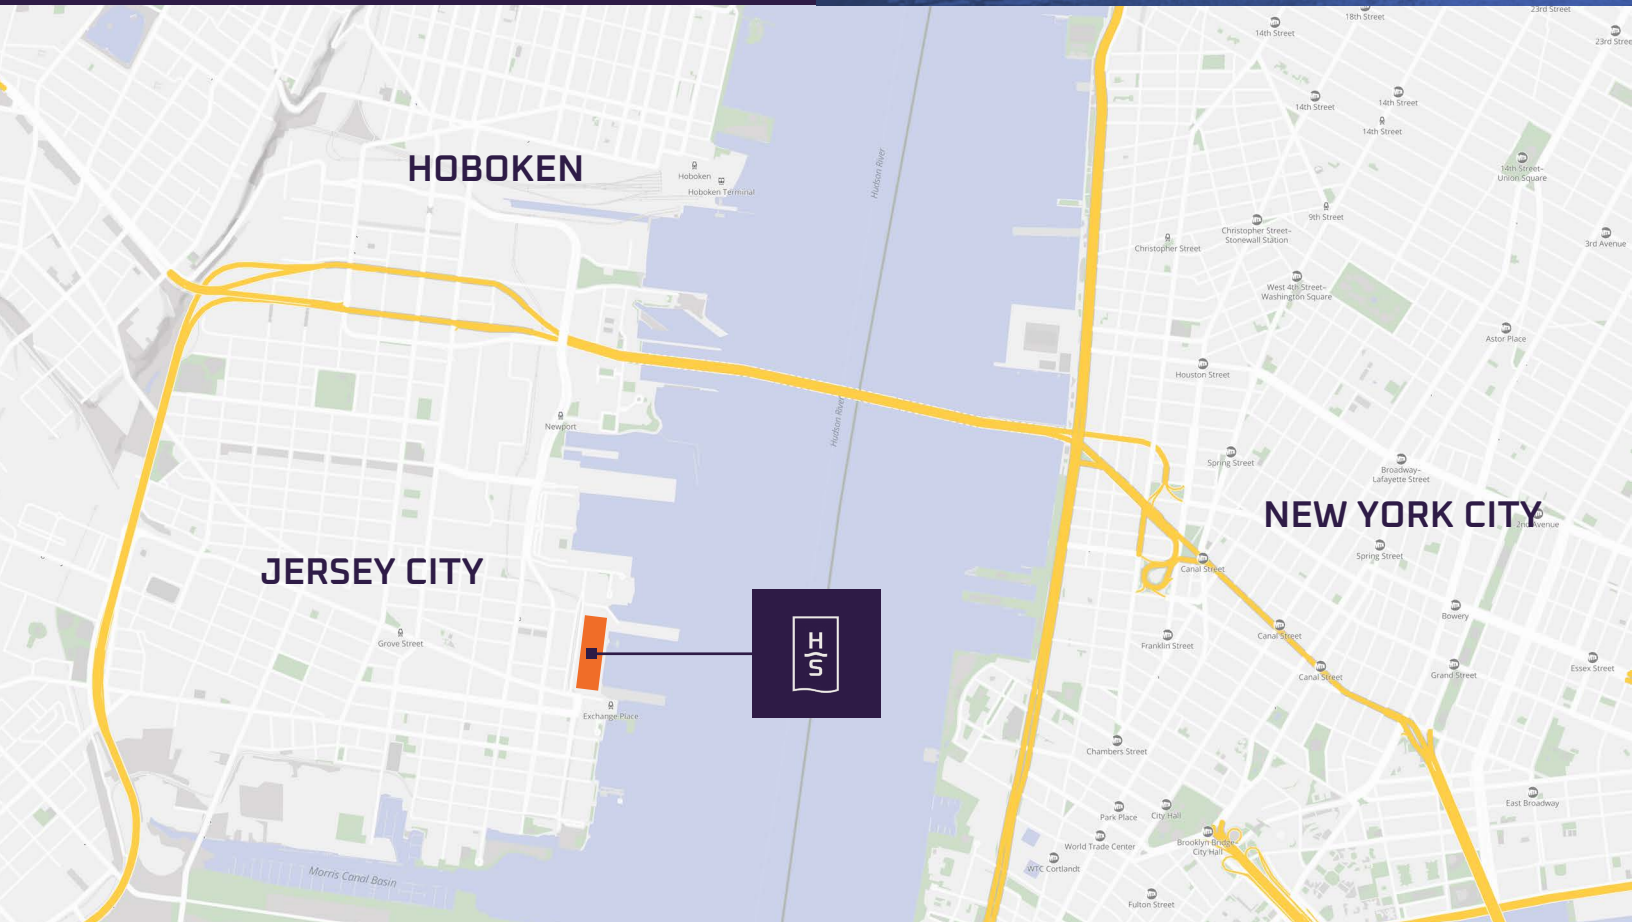 18th Street
23rd Street
14th Street
23rd Stree
14th Street
14th Street
14th Street
HOBOKEN
Hoboken
Hoboken Terminal
Hudson River
14th Street–
Union Square
9th Street
Christopher Street–
Stonewall Station
Christopher Street
3rd Avenue
West 4th Street–
Washington Square
Astor Place
Houston Street
Newport
Hudson River
Spring Street
Broadway–
Lafayette Street
NEW YORK CITY
2nd Avenue
Spring Street
JERSEY CITY
Canal Street
Bowery
H
S
Grove Street
Franklin Street
Canal Street
Essex Street
Canal Street
Grand Street
Exchange Place
Chambers Street
East Broadway
Park Place
City Hall
World Trade Center
Brooklyn Bridge–
City Hall
WTC Cortlandt
Morris Canal Basin
Fulton Street